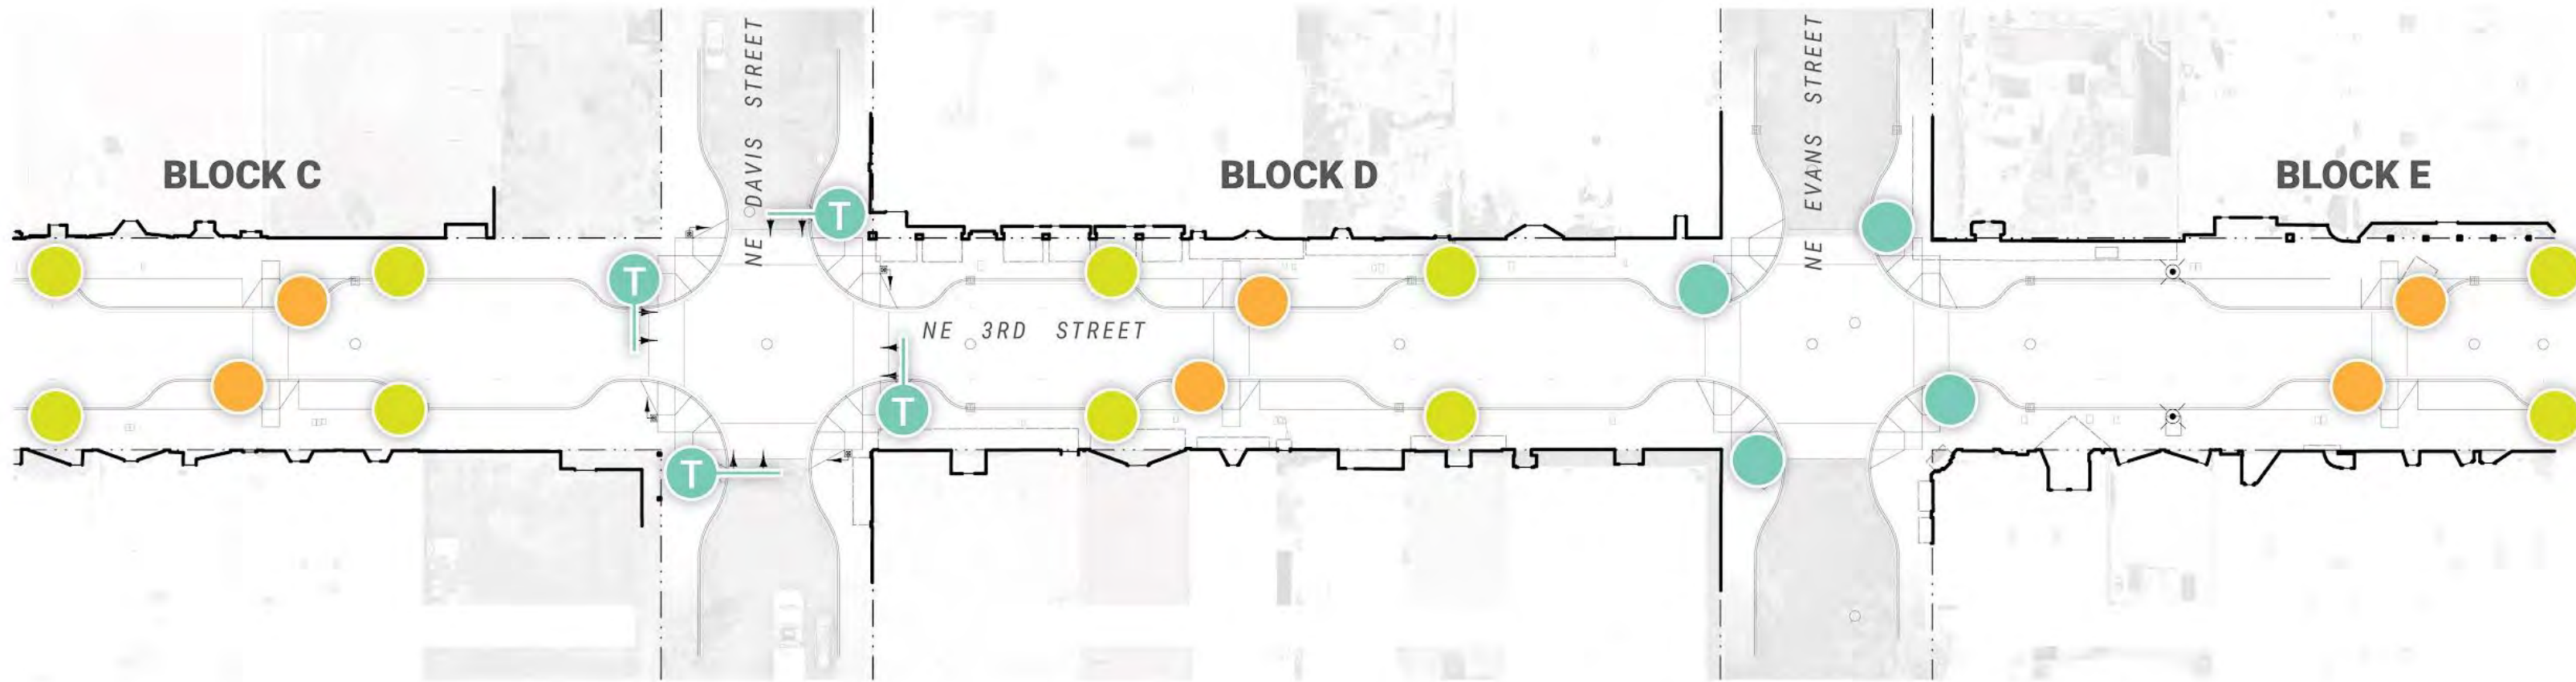 BLOCK C
NE DAVIS STREET
BLOCK D
NE EVANS STREET
BLOCK E
T
T
NE 3RD STREET
T
T